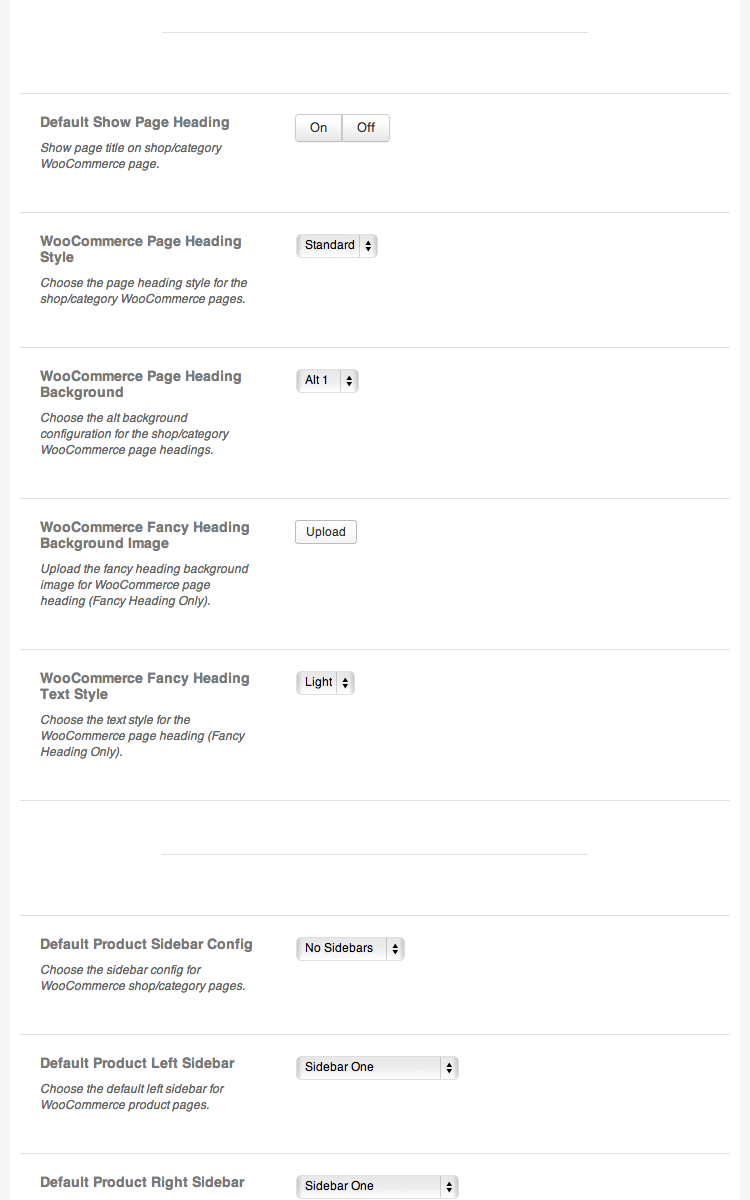 Default Show Page Heading
On Off
Show page title on shop/category
WooCommerce page.
WooCommerce Page Heading
Style
Standard
Choose the page heading style for the
shop/category WooCommerce pages.
WooCommerce Page Heading
Background
Alt 1
Choose the alt background
configuration for the shop/category
WooCommerce page headings.
WooCommerce Fancy Heading
Background Image
Upload
Upload the fancy heading background
image for WooCommerce page
heading (Fancy Heading Only).
WooCommerce Fancy Heading
Text Style
Light
Choose the text style for the
WooCommerce page heading (Fancy
Heading Only).
Default Product Sidebar Config
No Sidebars
Choose the sidebar config for
WooCommerce shop/category pages.
Default Product Left Sidebar
Sidebar One
Choose the default left sidebar for
WooCommerce product pages.
Default Product Right Sidebar
Sidebar One